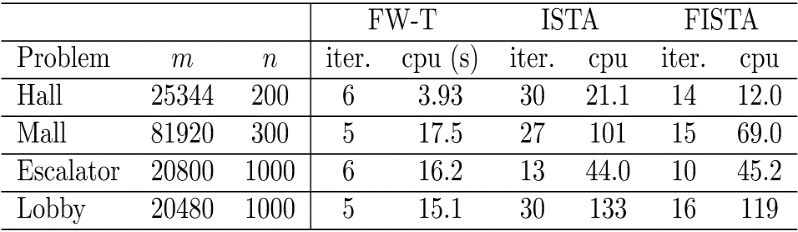 FW-T ISTA FISTA
Problem m n iter. cpu (s) iter. cpu iter. cpu
Hall 25344 200 6 3.93 30 21.1 14 12.0
Mall 81920 300 5 17.5 27 101 15 69.0
Escalator 20800 1000 6 16.2 13 44.0 10 45.2
Lobby 20480 1000 5 15.1 30 133 16 119